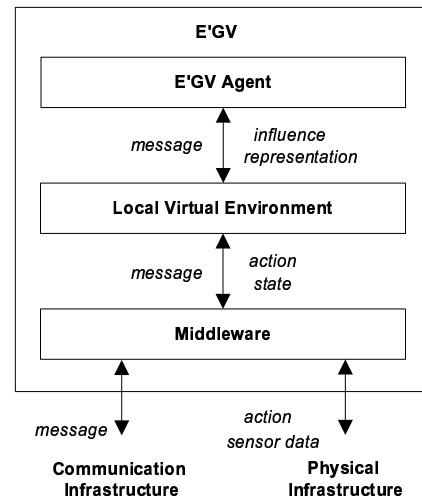 E'GV
E'GV Agent
message
influence
representation
Local Virtual Environment
message
action
state
Middleware
message
action
sensor data
Communication
Infrastructure
Physical
Infrastructure